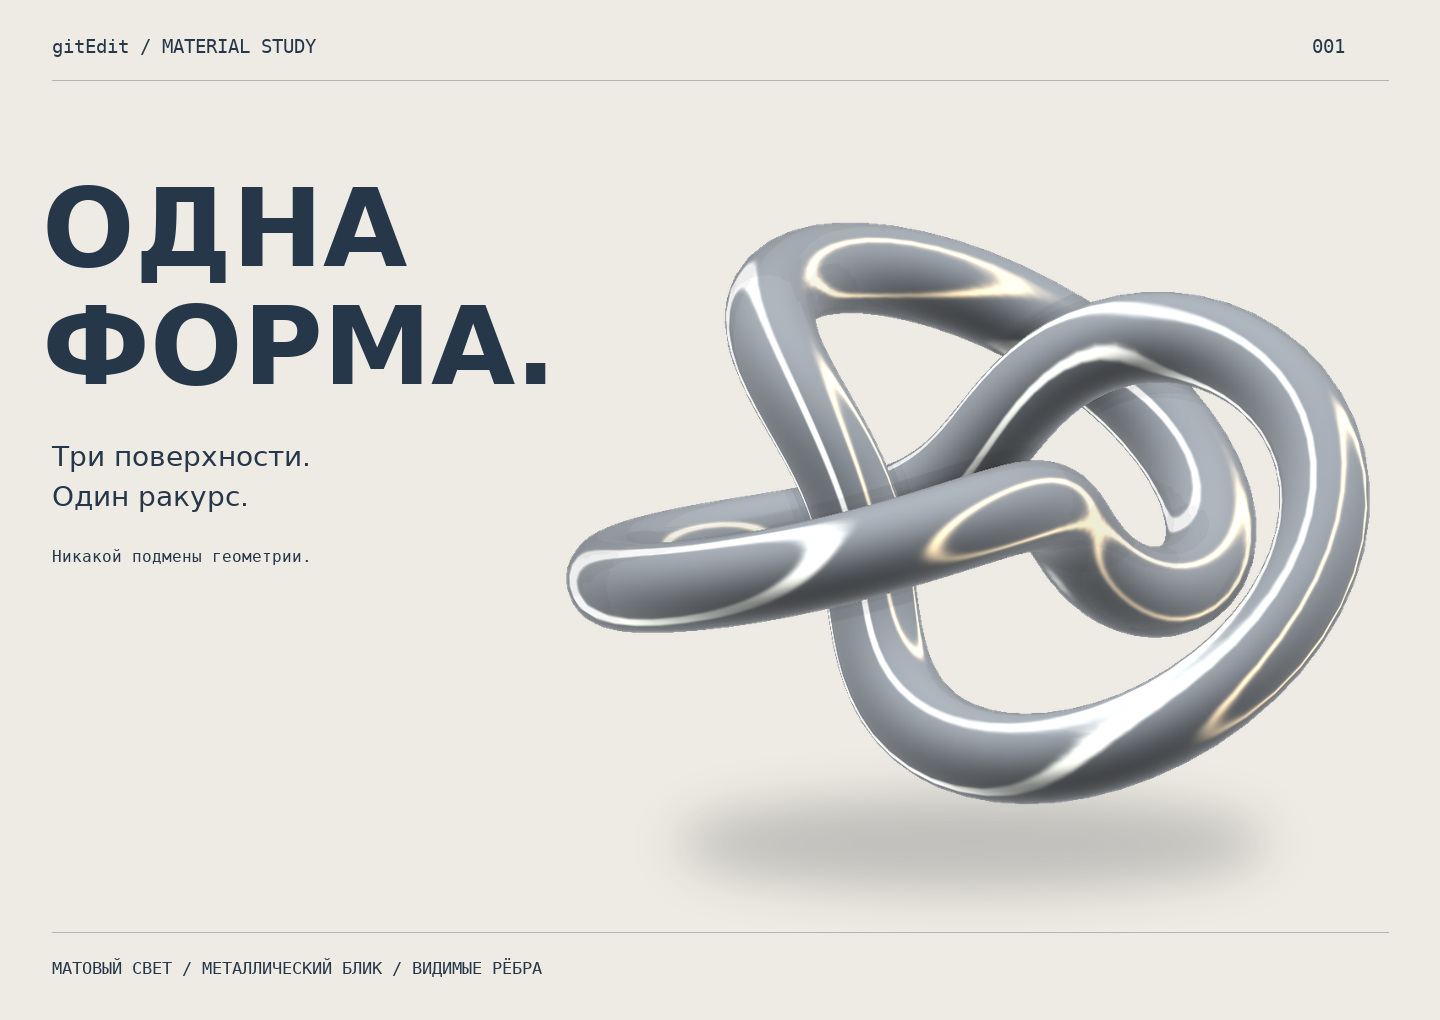 gitEdit / MATERIAL STUDY
001
ОДНА
ФОРМА.
Три поверхности.
Один ракурс.
Никакой подмены геометрии.
МАТОВЫЙ СВЕТ / МЕТАЛЛИЧЕСКИЙ БЛИК / ВИДИМЫЕ РЁБРА